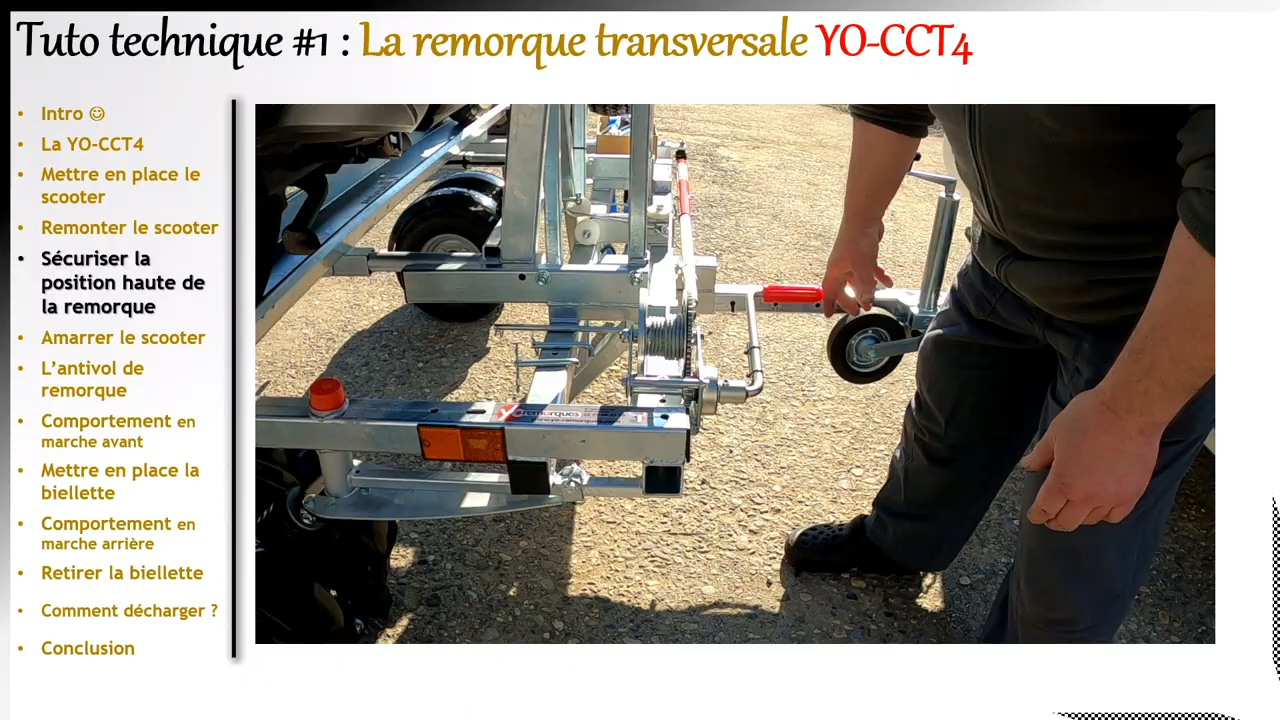 Tuto technique #1 : La remorque transversale YO-CCT4
• Intro ☺
• La YO-CCT4
• Mettre en place le
scooter
• Remonter le scooter
• Sécuriser la
position haute de
la remorque
• Amarrer le scooter
• L’antivol de
remorque
• Comportement en
marche avant
• Mettre en place la
biellette
• Comportement en
marche arrière
• Retirer la biellette
• Comment décharger ?
• Conclusion